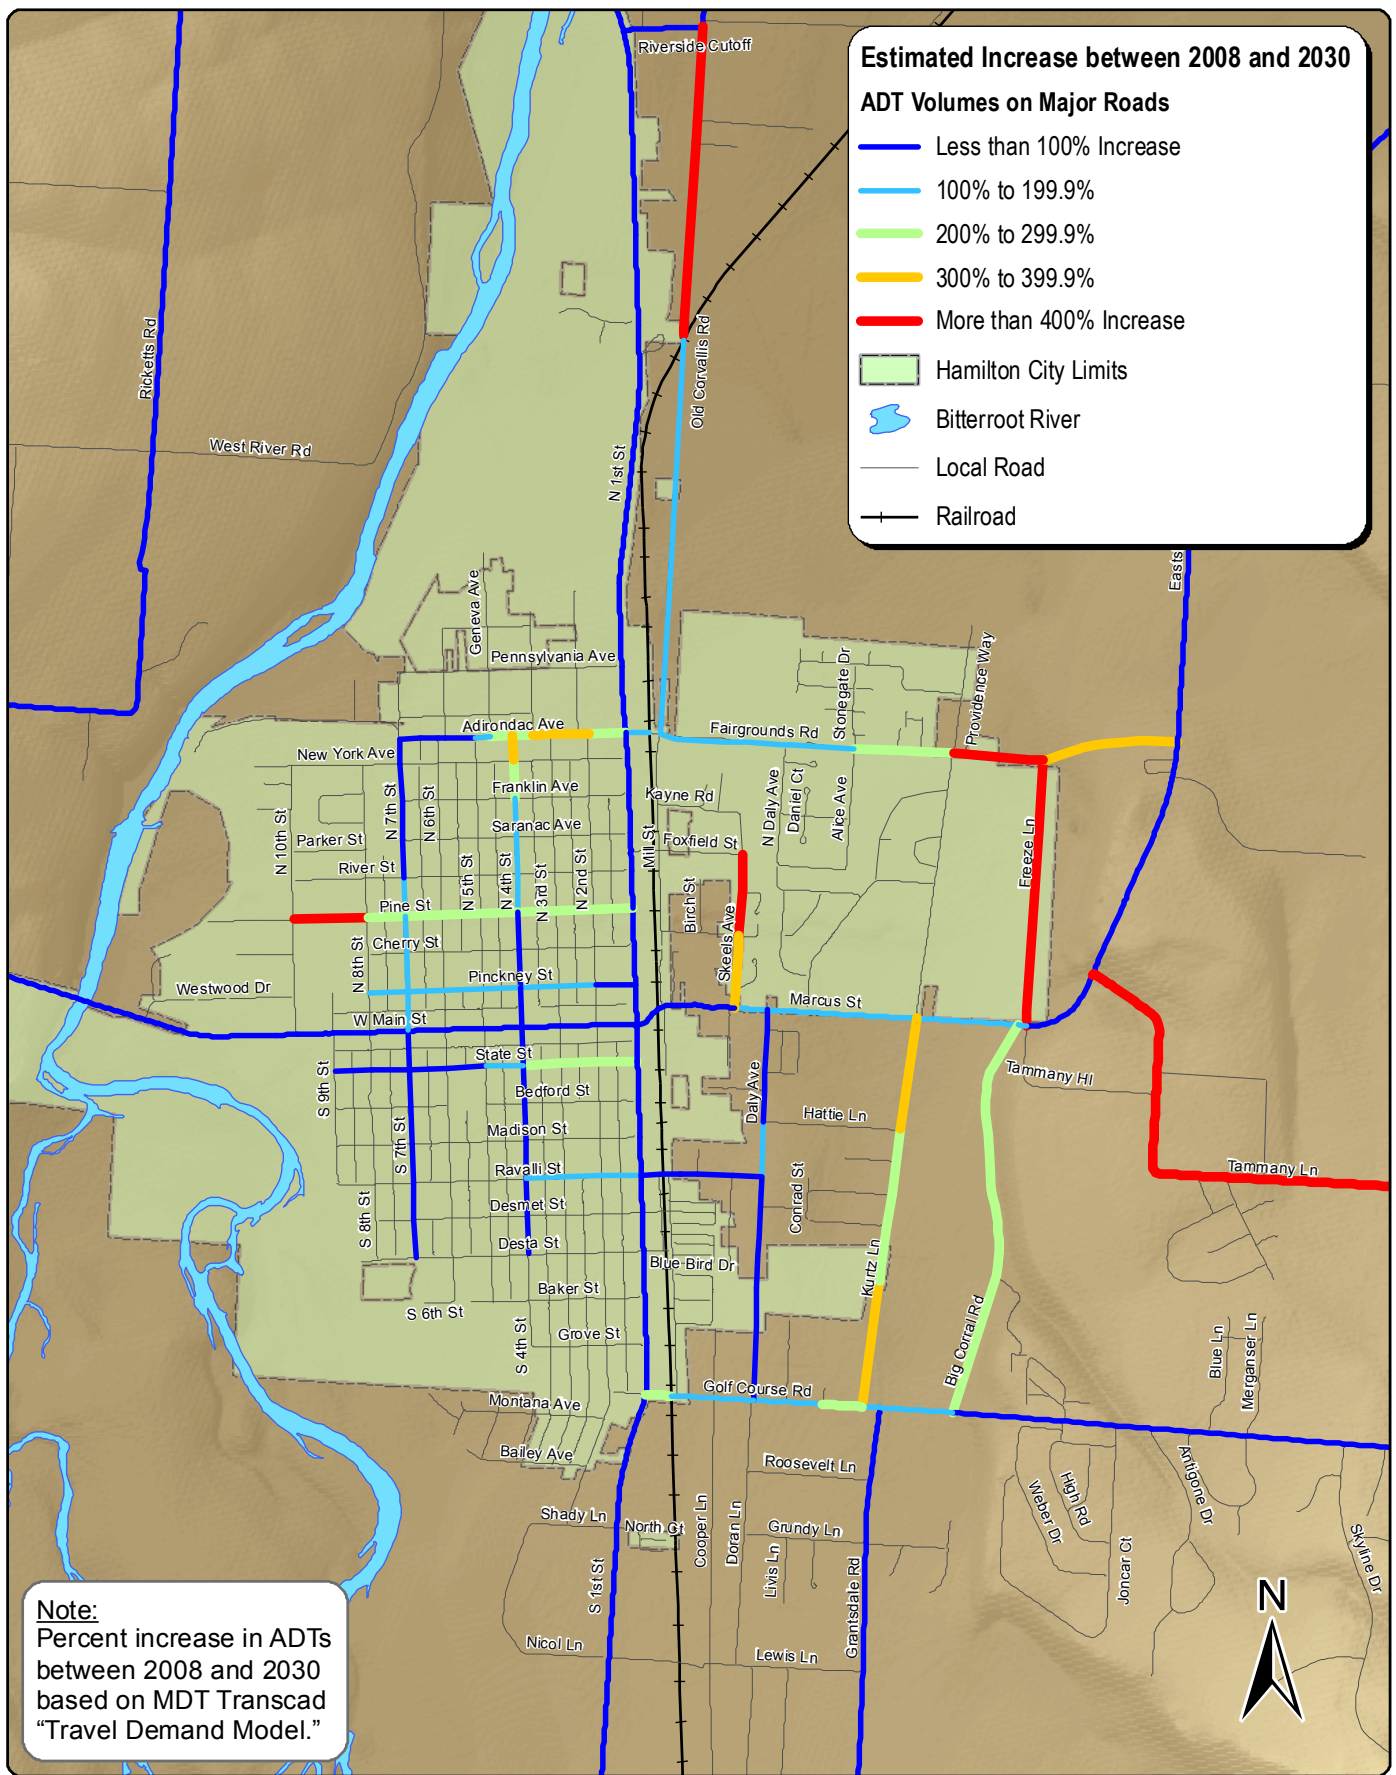 Riverside Cutoff
Estimated Increase between 2008 and 2030
ADT Volumes on Major Roads
Less than 100% Increase
100% to 199.9%
200% to 299.9%
300% to 399.9%
More than 400% Increase
Hamilton City Limits
Bitterroot River
Local Road
Railroad
Ricketts Rd
Old Corvallis Rd
West River Rd
N 1st St
Easts
Geneva Ave
Pennsylvania Ave
Stonegate Dr
Providence Way
Adirondac Ave
Fairgrounds Rd
New York Ave
Franklin Ave
Kayne Rd
N Daly Ave
Daniel Ct
Alice Ave
N 10th St
N 7th St
N 6th St
Saranac Ave
Mill St
Foxfield St
Freeze Ln
Parker St
River St
N 5th St
N 4th St
N 3rd St
N 2nd St
Birch St
Pine St
Skeels Ave
N 8th St
Cherry St
Pinckney St
Westwood Dr
Marcus St
W Main St
State St
S 9th St
Bedford St
Daly Ave
Tammany Hl
Hattie Ln
Madison St
S 7th St
Ravalli St
Tammany Ln
Conrad St
S 8th St
Desmet St
Desta St
Blue Bird Dr
Kurtz Ln
Baker St
S 6th St
Grove St
S 4th St
Big Corral Rd
Blue Ln
Merganser Ln
Golf Course Rd
Montana Ave
Bailey Ave
Roosevelt Ln
Antigone Dr
High Rd
Weber Dr
Shady Ln
North Ct
Cooper Ln
Doran Ln
Grundy Ln
Livis Ln
Joncar Ct
Skyline Dr
S 1st St
Grantsdale Rd
Nicol Ln
Lewis Ln
N
Note:
Percent increase in ADTs
between 2008 and 2030
based on MDT Transcad
“Travel Demand Model.”